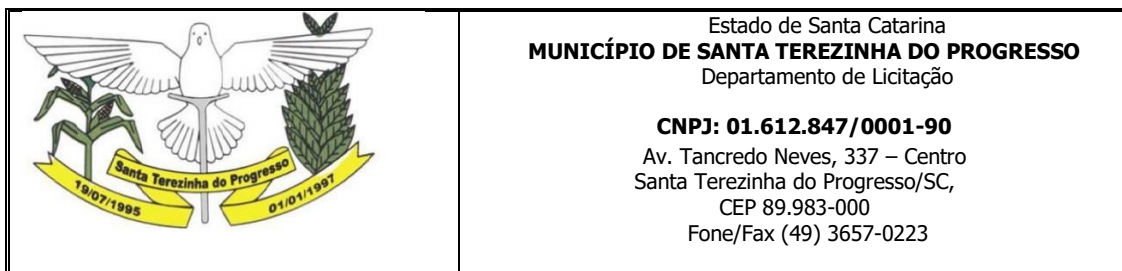 Santa Terezinha do Progresso
19/07/1995
01/01/1997
Estado de Santa Catarina
MUNICÍPIO DE SANTA TEREZINHA DO PROGRESSO
Departamento de Licitação
CNPJ: 01.612.847/0001-90
Av. Tancredo Neves, 337 – Centro
Santa Terezinha do Progresso/SC,
CEP 89.983-000
Fone/Fax (49) 3657-0223